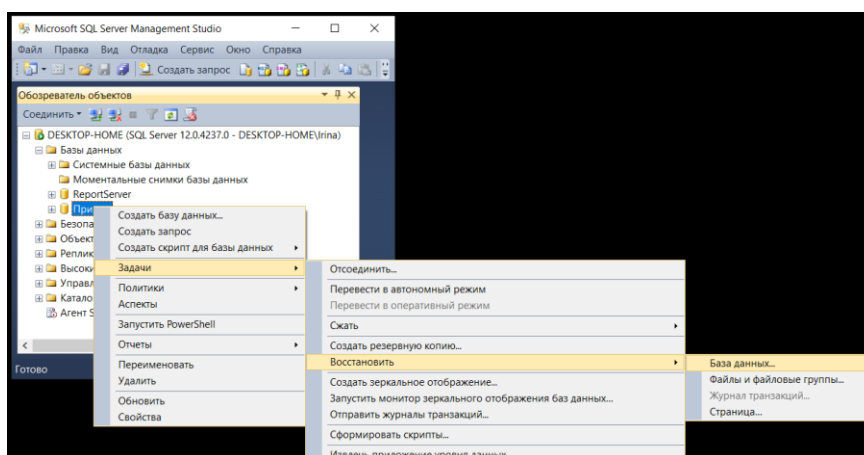 Microsoft SQL Server Management Studio
Файл Правка Вид Отладка Сервис Окно Справка
Создать запрос
Обозреватель объектов
Соединить
DESKTOP-HOME (SQL Server 12.0.4237.0 - DESKTOP-HOME\Irina)
Базы данных
Системные базы данных
Моментальные снимки базы данных
ReportServer
Готово
Создать базу данных...
Создать запрос
Создать скрипт для базы данных
Задачи
Политики
Аспекты
Запустить PowerShell
Отчеты
Переименовать
Удалить
Обновить
Свойства
Отсоединить...
Перевести в автономный режим
Перевести в оперативный режим
Сжать
Создать резервную копию...
Восстановить
Создать зеркальное отображение...
Запустить монитор зеркального отображения баз данных...
Отправить журналы транзакций...
Сформировать скрипты...
База данных...
Файлы и файловые группы...
Журнал транзакций...
Страница...